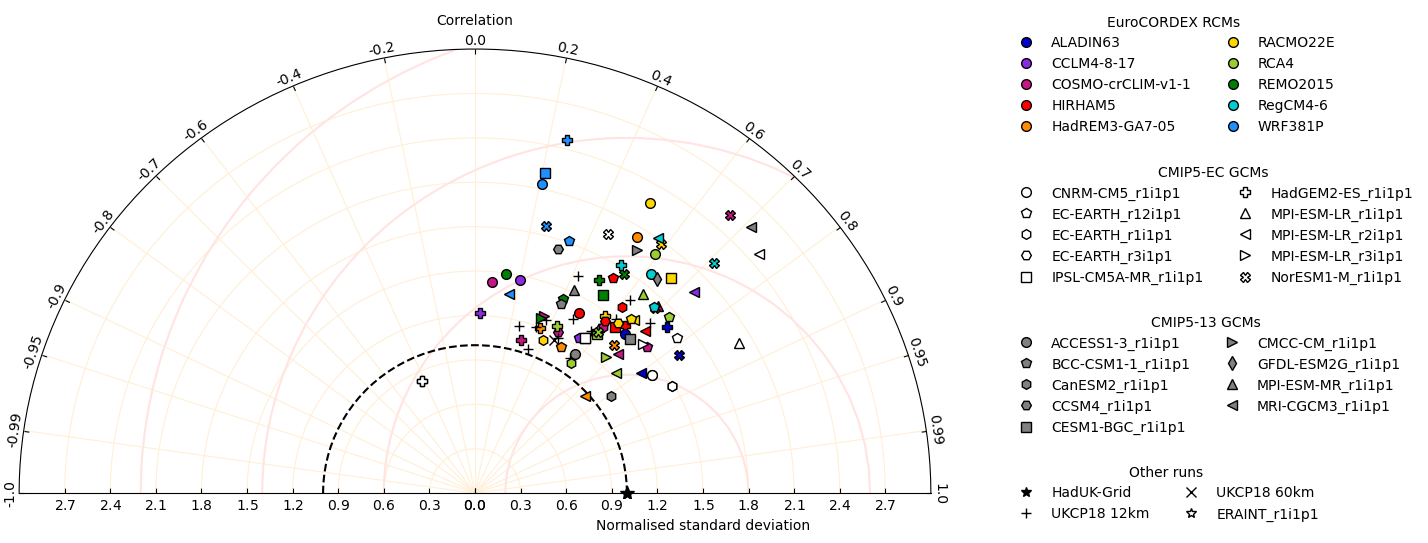 Correlation
-1.0
-0.99
-0.95
-0.9
-0.8
-0.7
-0.6
-0.4
-0.2
0.0
0.2
0.4
0.6
0.7
0.8
0.9
0.95
0.99
1.0
2.7 2.4 2.1 1.8 1.5 1.2 0.9 0.6 0.3 0.0 0.3 0.6 0.9 1.2 1.5 1.8 2.1 2.4 2.7
Normalised standard deviation
EuroCORDEX RCMs
ALADIN63
CCLM4-8-17
COSMO-crCLIM-v1-1
HIRHAM5
HadREM3-GA7-05
RACMO22E
RCA4
REMO2015
RegCM4-6
WRF381P
CMIP5-EC GCMs
CNRM-CM5_r1i1p1
EC-EARTH_r12i1p1
EC-EARTH_r1i1p1
EC-EARTH_r3i1p1
IPSL-CM5A-MR_r1i1p1
HadGEM2-ES_r1i1p1
MPI-ESM-LR_r1i1p1
MPI-ESM-LR_r2i1p1
MPI-ESM-LR_r3i1p1
NorESM1-M_r1i1p1
CMIP5-13 GCMs
ACCESS1-3_r1i1p1
BCC-CSM1-1_r1i1p1
CanESM2_r1i1p1
CCSM4_r1i1p1
CESM1-BGC_r1i1p1
CMCC-CM_r1i1p1
GFDL-ESM2G_r1i1p1
MPI-ESM-MR_r1i1p1
MRI-CGCM3_r1i1p1
Other runs
HadUK-Grid
UKCP18 12km
UKCP18 60km
ERAINT_r1i1p1